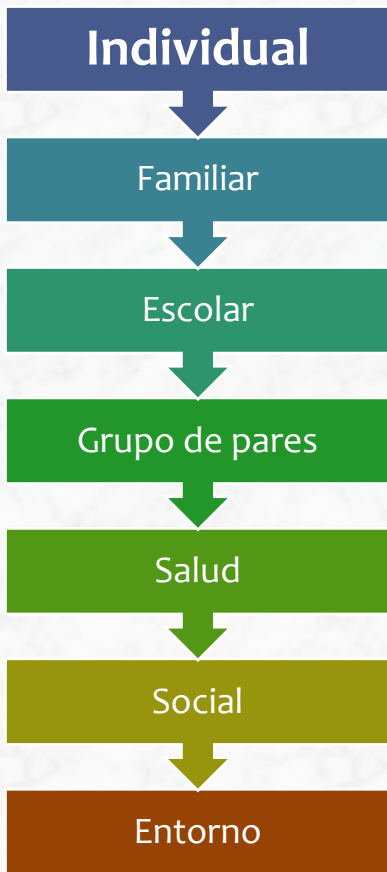 Individual
Familiar
Escolar
Grupo de pares
Salud
Social
Entorno